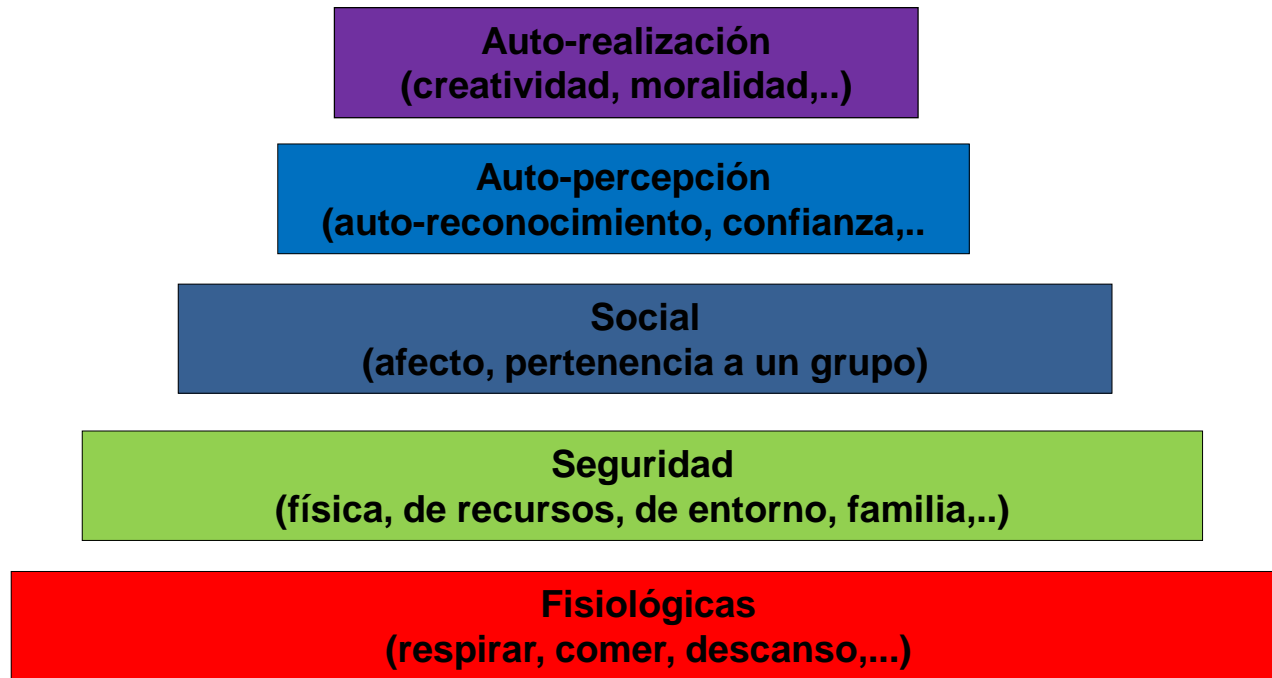 Auto-realización
(creatividad, moralidad,..)
Auto-percepción
(auto-reconocimiento, confianza,..
Social
(afecto, pertenencia a un grupo)
Seguridad
(física, de recursos, de entorno, familia,..)
Fisiológicas
(respirar, comer, descanso,...)